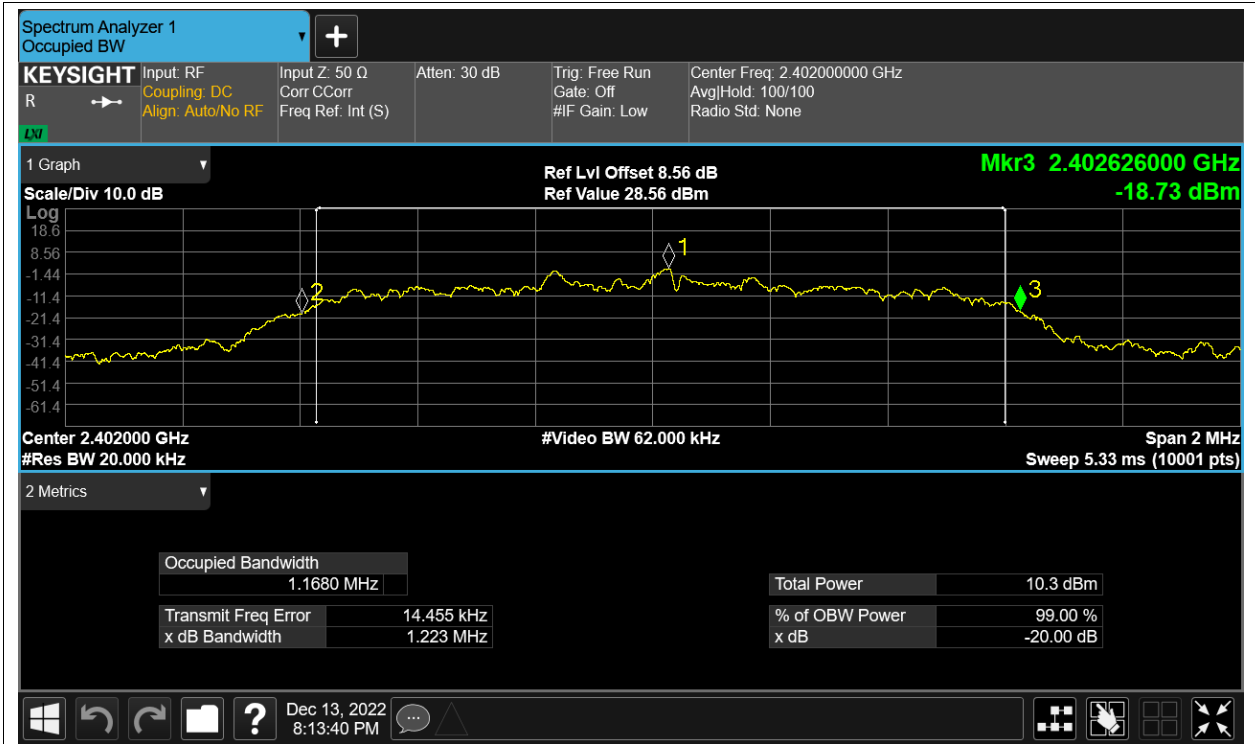 Spectrum Analyzer 1
Occupied BW
KEYSIGHT
R
LXI
Input: RF
Coupling: DC
Align: Auto/No RF
Input Z: 50 Ω
Corr CCorr
Freq Ref: Int (S)
Atten: 30 dB
Trig: Free Run
Gate: Off
#IF Gain: Low
Center Freq: 2.402000000 GHz
Avg|Hold: 100/100
Radio Std: None
1 Graph
Scale/Div 10.0 dB
Ref Lvl Offset 8.56 dB
Ref Value 28.56 dBm
Mkr3 2.402626000 GHz
-18.73 dBm
Log
18.6
8.56
-1.44
-11.4
-21.4
-31.4
-41.4
-51.4
-61.4
1
2
3
Center 2.402000 GHz
#Video BW 62.000 kHz
Span 2 MHz
#Res BW 20.000 kHz
Sweep 5.33 ms (10001 pts)
2 Metrics
Occupied Bandwidth
1.1680 MHz
Transmit Freq Error 14.455 kHz
x dB Bandwidth 1.223 MHz
Total Power 10.3 dBm
% of OBW Power 99.00 %
x dB -20.00 dB
Dec 13, 2022
8:13:40 PM